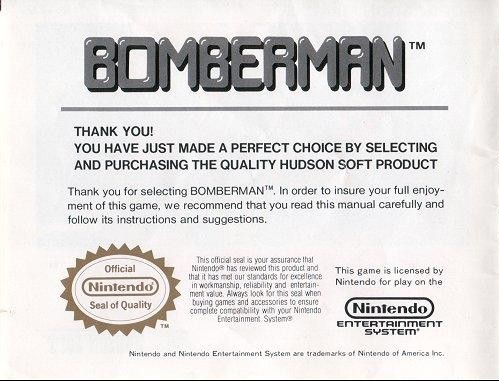 BOMBERMAN™
THANK YOU!
YOU HAVE JUST MADE A PERFECT CHOICE BY SELECTING
AND PURCHASING THE QUALITY HUDSON SOFT PRODUCT
Thank you for selecting BOMBERMAN™. In order to insure your full enjoy-
ment of this game, we recommend that you read this manual carefully and
follow its instructions and suggestions.
Official
Nintendo
Seal of Quality
TM
This official seal is your assurance that
Nintendo® has reviewed this product and
that it has met our standards for excellence
in workmanship, reliability and entertain-
ment value. Always look for this seal when
buying games and accessories to ensure
complete compatibility with your Nintendo
Entertainment System®
This game is licensed by
Nintendo for play on the
Nintendo
ENTERTAINMENT
SYSTEM®
Nintendo and Nintendo Entertainment System are trademarks of Nintendo of America Inc.